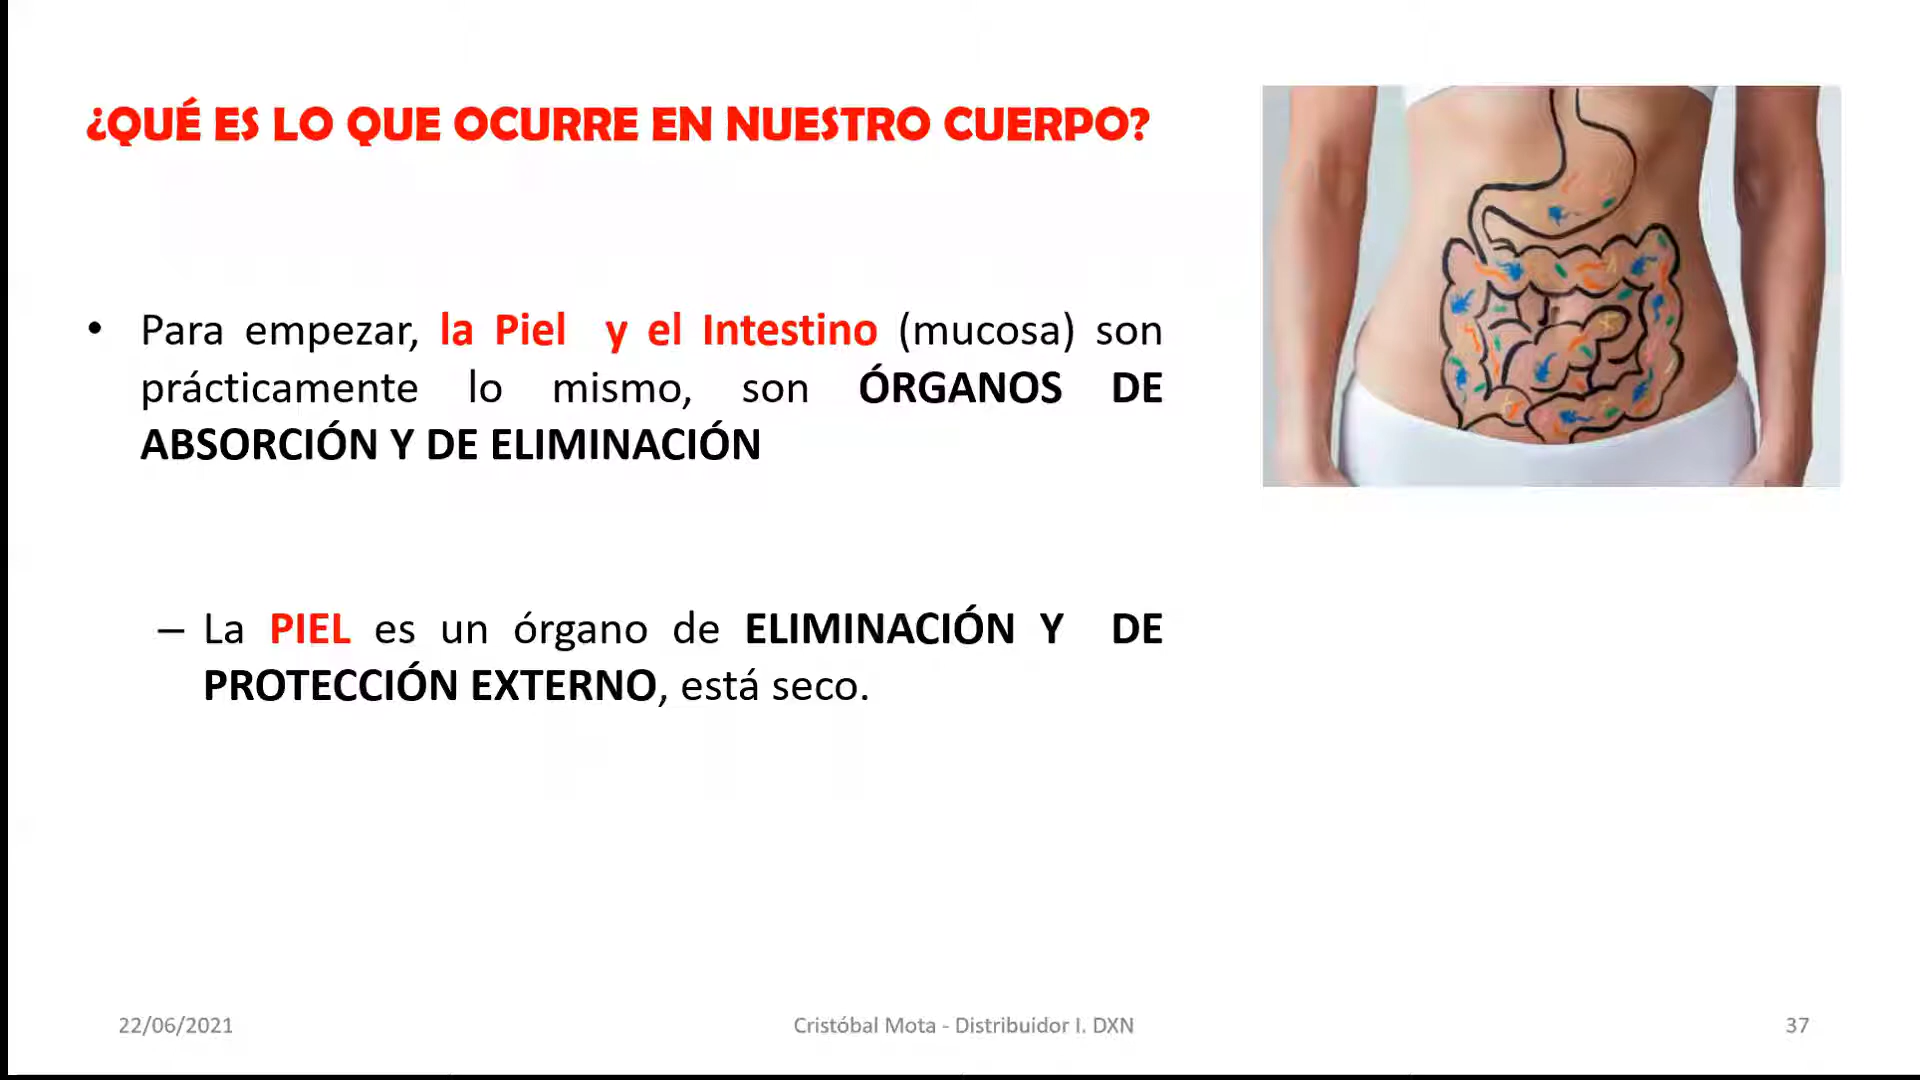 ¿QUÉ ES LO QUE OCURRE EN NUESTRO CUERPO?
• Para empezar, la Piel y el Intestino (mucosa) son
prácticamente lo mismo, son ÓRGANOS DE
ABSORCIÓN Y DE ELIMINACIÓN
– La PIEL es un órgano de ELIMINACIÓN Y DE
PROTECCIÓN EXTERNO, está seco.
22/06/2021
Cristóbal Mota - Distribuidor I. DXN
37